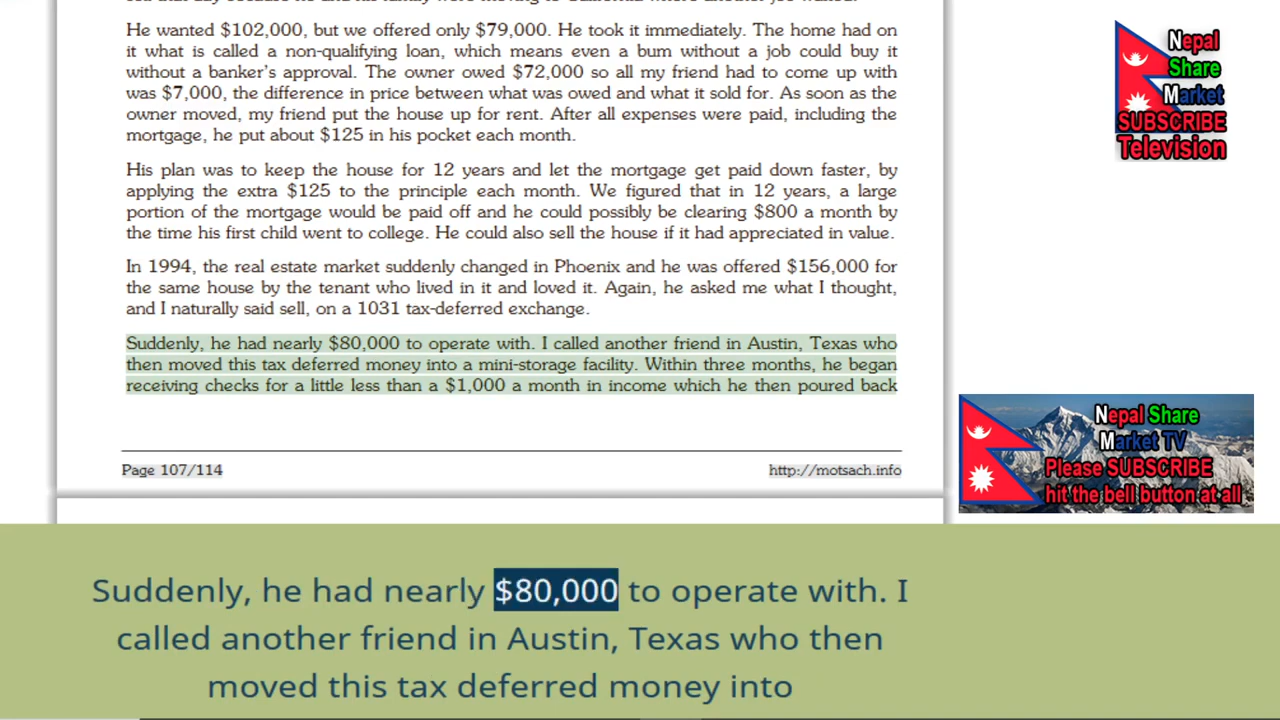 He wanted $102,000, but we offered only $79,000. He took it immediately. The home had on
it what is called a non-qualifying loan, which means even a bum without a job could buy it
without a banker's approval. The owner owed $72,000 so all my friend had to come up with
was $7,000, the difference in price betwen what was owed and what it sold for. As soon as the
owner moved, my friend put the house up for rent. After all expenses were paid, including the
mortgage, he put about $125 in his pocket each month.
His plan was to keep the house for 12 years and let the mortgage get paid down faster, by
applying the extra $125 to the principle each month. We figured that in 12 years, a large
portion of the mortgage would be paid off and he could possibly be clearing $800 a month by
the time his first child went to college. He could also sell the house if it had appreciated in value.
In 1994, the real estate market suddenly changed in Phoenix and he was offered $156,000 for
the same house by the tenant who lived in it and loved it. Again, he asked me what I thought,
and I naturally said sell, on a 1031 tax-deferred exchange.
Suddenly, he had nearly $80,000 to operate with. I called another friend in Austin, Texas who
then moved this tax deferred money into a mini-storage facility. Within three months, he began
receiving checks for a little less than a $1,000 a month in income which he then poured back
Page 107/114
http://motsach.info
Nepal
Share
Market
SUBSCRIBE
Television
Nepal Share
Market TV
Please SUBSCRIBE
hit the bell button at all
Suddenly, he had nearly $80,000 to operate with. I
called another friend in Austin, Texas who then
moved this tax deferred money into